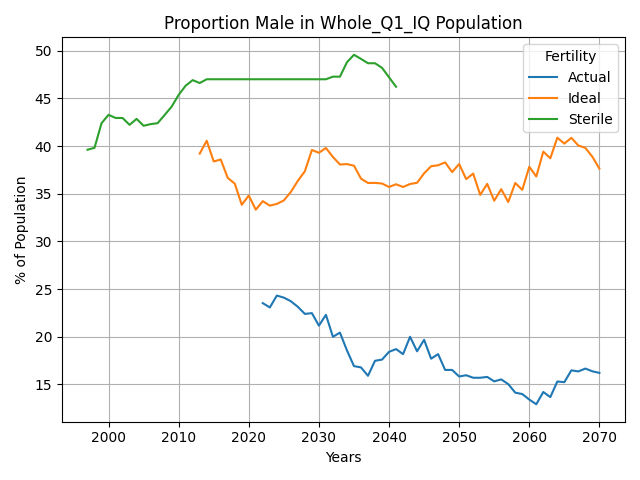 Proportion Male in Whole_Q1_IQ Population
% of Population
50
45
40
35
30
25
20
15
2000 2010 2020 2030 2040 2050 2060 2070
Years
Fertility
Actual
Ideal
Sterile